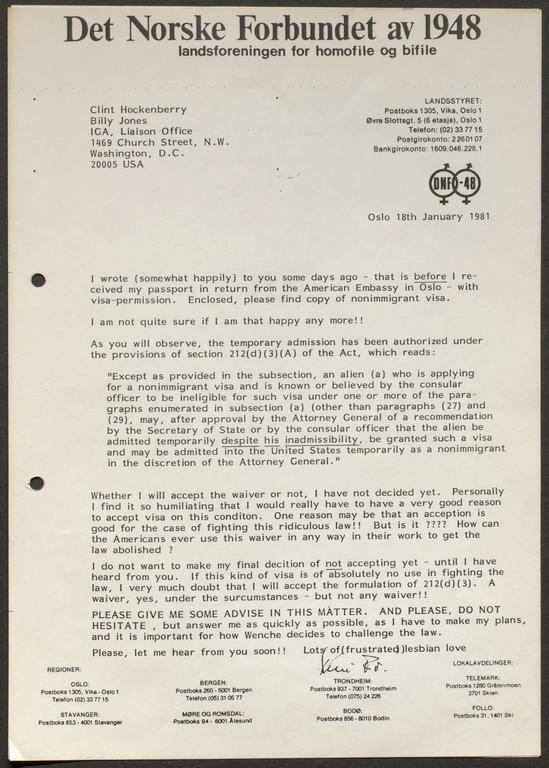 Det Norske Forbundet av 1948
landsforeningen for homofile og bifile
Clint Hockenberry
Billy Jones
IGA, Liaison Office
1469 Church Street, N.W.
Washington, D.C.
20005 USA
LANDSSTYRET:
Postboks 1305, Vika, Oslo 1
Øvre Slottsgt. 5 (6 etasje), Oslo 1
Telefon: (02) 33 77 15
Postgirokonto: 2 26 01 07
Bankgirokonto: 1609.046.228.1
DNF-48
Oslo 18th January 1981
I wrote (somewhat happily) to you some days ago - that is before I re-
ceived my passport in return from the American Embassy in Oslo - with
visa-permission. Enclosed, please find copy of nonimmigrant visa.
I am not quite sure if I am that happy any more!!
As you will observe, the temporary admission has been authorized under
the provisions of section 212(d)(3)(A) of the Act, which reads:
"Except as provided in the subsection, an alien (a) who is applying
for a nonimmigrant visa and is known or believed by the consular
officer to be ineligible for such visa under one or more of the para-
graphs enumerated in subsection (a) (other than paragraphs (27) and
(29), may, after approval by the Attorney General of a recommendation
by the Secretary of State or by the consular officer that the alien be
admitted temporarily despite his inadmissibility, be granted such a visa
and may be admitted into the United States temporarily as a nonimmigrant
in the discretion of the Attorney General."
Whether I will accept the waiver or not, I have not decided yet. Personally
I find it so humiliating that I would really have to have a very good reason
to accept visa on this conditon. One reason may be that an acception is
good for the case of fighting this ridiculous law!! But is it ???? How can
the Americans ever use this waiver in any way in their work to get the
law abolished ?
I do not want to make my final decition of not accepting yet - until I have
heard from you. If this kind of visa is of absolutely no use in fighting the
law, I very much doubt that I will accept the formulation of 212(d)(3). A
waiver, yes, under the surcumstances - but not any waiver!!
PLEASE GIVE ME SOME ADVISE IN THIS MATTER. AND PLEASE, DO NOT
HESITATE , but answer me as quickly as possible, as I have to make my plans,
and it is important for how Wenche decides to challenge the law.
Please, let me hear from you soon!! Lots of(frustrated)lesbian love
REGIONER:
LOKALAVDELINGER:
OSLO:
Postboks 1305, Vika - Oslo 1
Telefon (02) 33 77 15
BERGEN:
Postboks 260 - 5001 Bergen
Telefon (05) 31 05 77
TRONDHEIM:
Postboks 937 - 7001 Trondheim
Telefon (075) 24 226
TELEMARK:
Postboks 1280 Gråtenmoen
3701 Skien
STAVANGER:
Postboks 653 - 4001 Stavanger
MØRE OG ROMSDAL:
Postboks 94 - 6001 Ålesund
BODØ:
Postboks 856 - 8010 Bodin
FOLLO:
Postboks 31, 1401 Ski